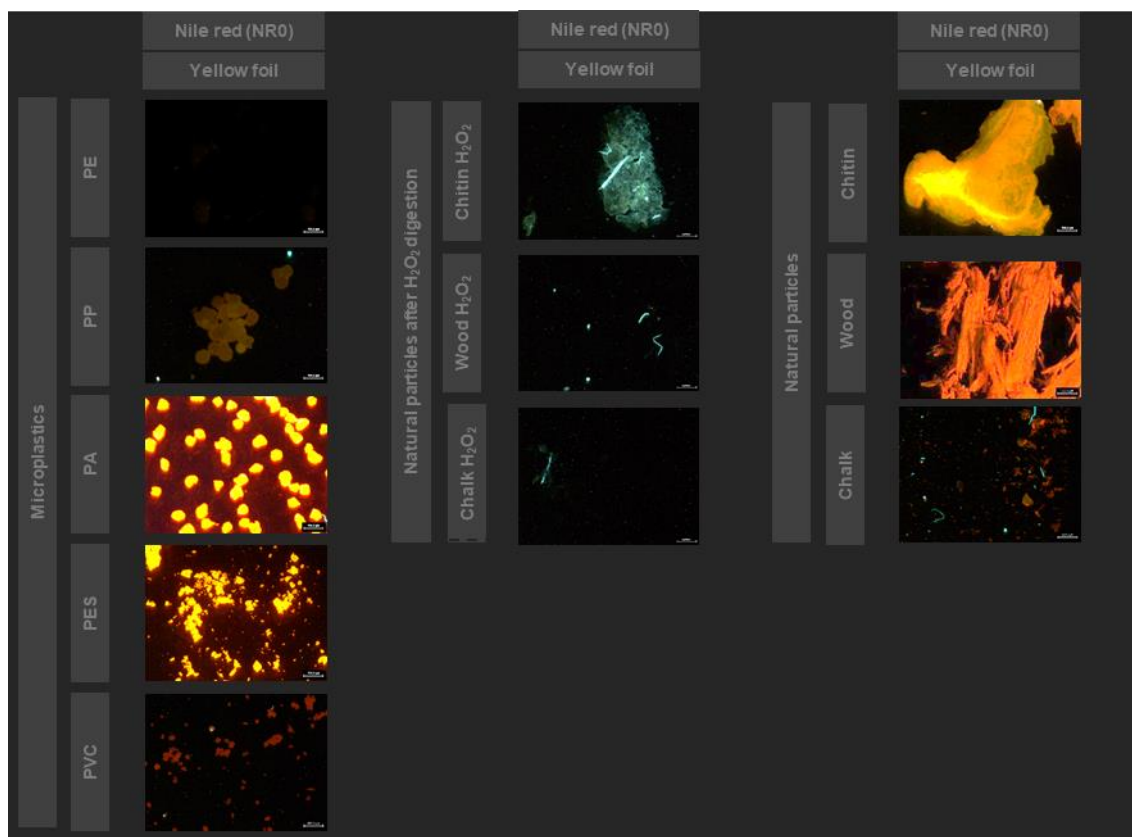 Nile red (NR0)
Yellow foil
Microplastics
PE
PP
PA
PES
PVC
Nile red (NR0)
Yellow foil
Natural particles after H₂O₂ digestion
Chitin H₂O₂
Wood H₂O₂
Chalk H₂O₂
Nile red (NR0)
Yellow foil
Natural particles
Chitin
Wood
Chalk